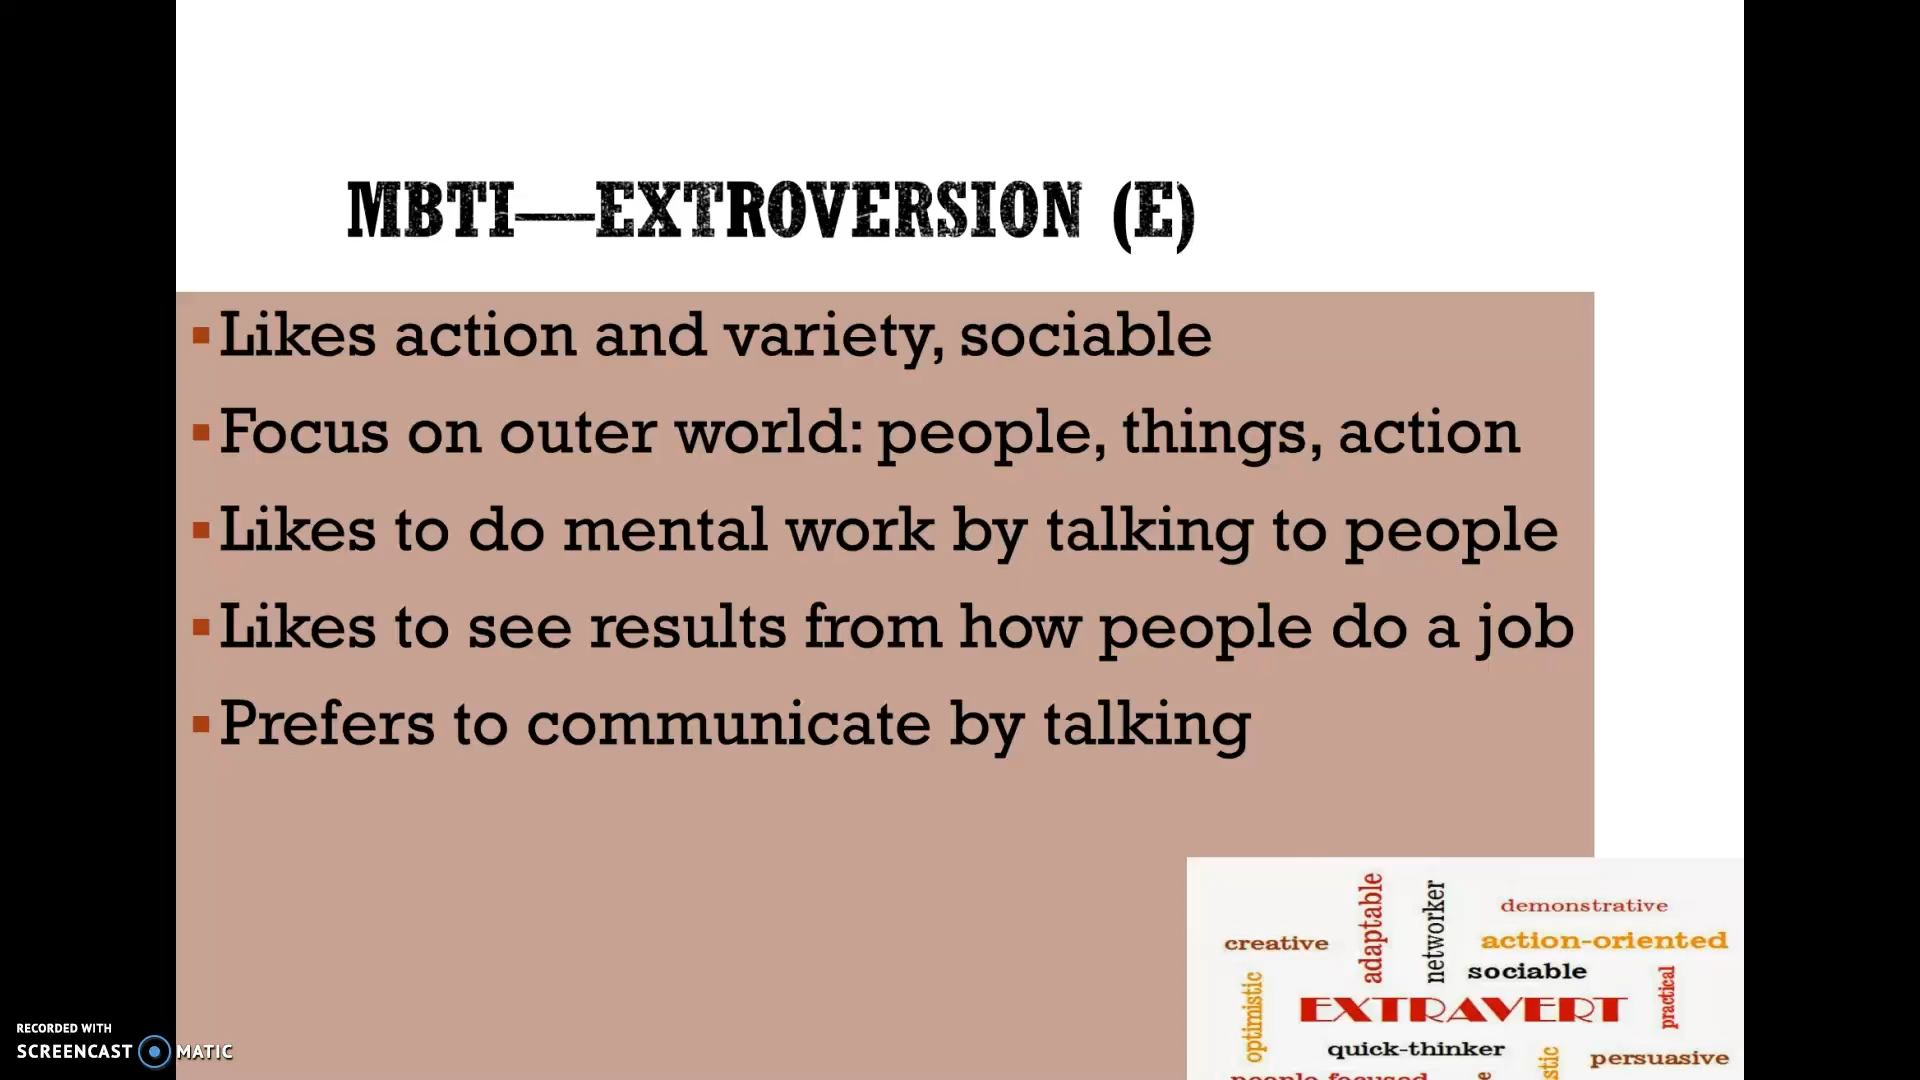 MBTI—EXTROVERSION (E)
Likes action and variety, sociable
Focus on outer world: people, things, action
Likes to do mental work by talking to people
Likes to see results from how people do a job
Prefers to communicate by talking
creative
adaptable
networker
demonstrative
action-oriented
sociable
optimistic
EXTRAVERT
practical
quick-thinker
persuasive
RECORDED WITH
SCREENCAST MATIC